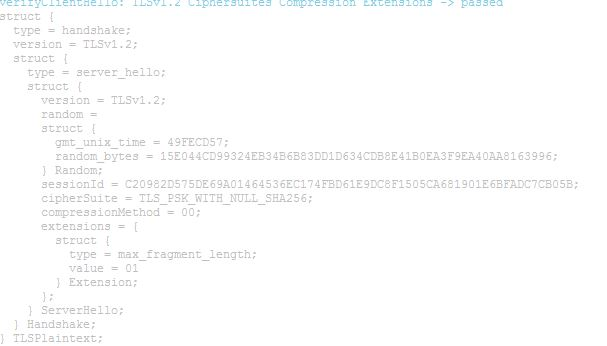 verifyClientHello: TLSv1.2 Ciphersuites Compression Extensions -> passed
struct {
type = handshake;
version = TLSv1.2;
struct {
type = server_hello;
struct {
version = TLSv1.2;
random =
struct {
gmt_unix_time = 49FECD57;
random_bytes = 15E044CD99324EB34B6B83DD1D634CDB8E41B0EA3F9EA40AA8163996;
} Random;
sessionId = C20982D575DE69A01464536EC174FBD61E9DC8F1505CA681901E6BFADC7CB05B;
cipherSuite = TLS_PSK_WITH_NULL_SHA256;
compressionMethod = 00;
extensions = {
struct {
type = max_fragment_length;
value = 01
} Extension;
};
} ServerHello;
} Handshake;
} TLSPlaintext;